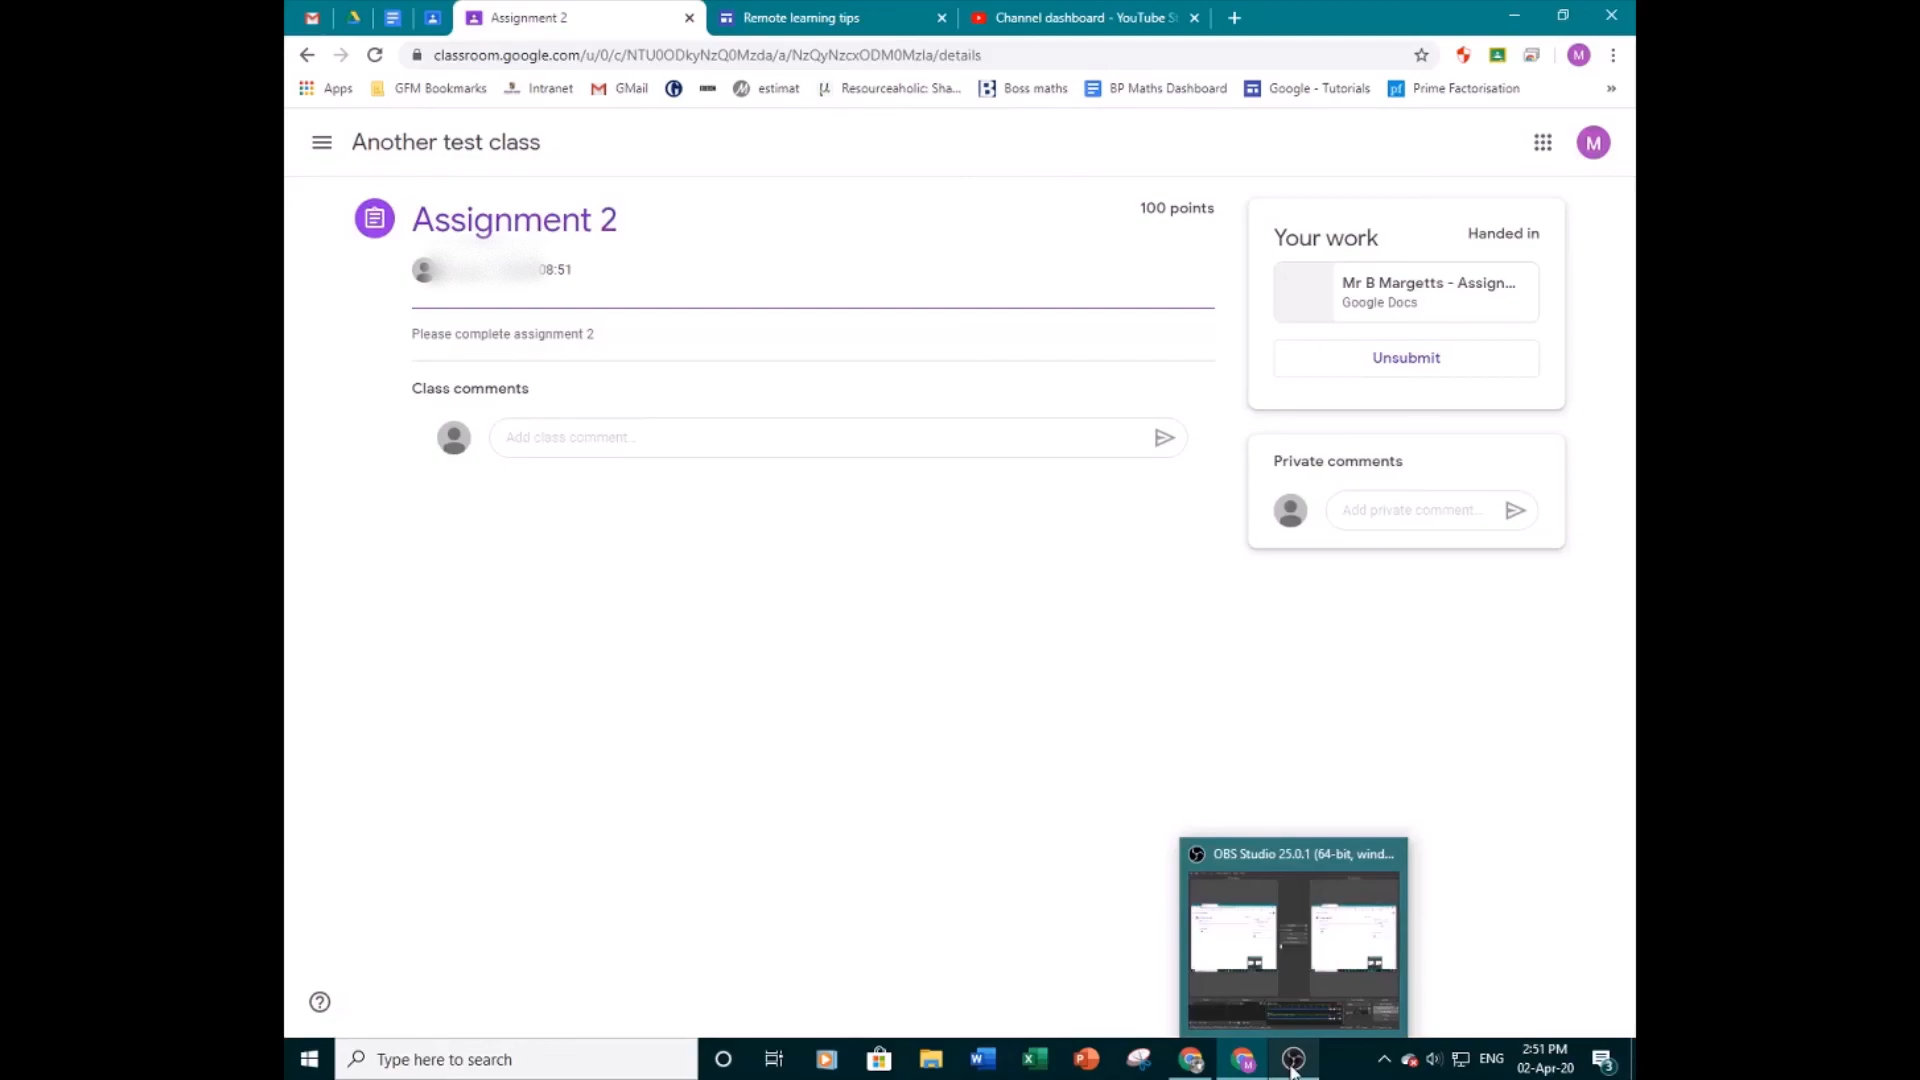 Assignment 2
Remote learning tips
Channel dashboard - YouTube S
classroom.google.com/u/0/c/NTU0ODkyNzQ0Mzda/a/NzQyNzcxODM0Mzla/details
M
Apps
GFM Bookmarks
Intranet
GMail
estimat
Resourceaholic: Sha...
Boss maths
BP Maths Dashboard
Google - Tutorials
pf Prime Factorisation
»
Another test class
M
Assignment 2
100 points
08:51
Please complete assignment 2
Class comments
Add class comment...
Your work
Handed in
Mr B Margetts - Assign...
Google Docs
Unsubmit
Private comments
Add private comment...
OBS Studio 25.0.1 (64-bit, wind...
Type here to search
ENG
2:51 PM
02-Apr-20
3